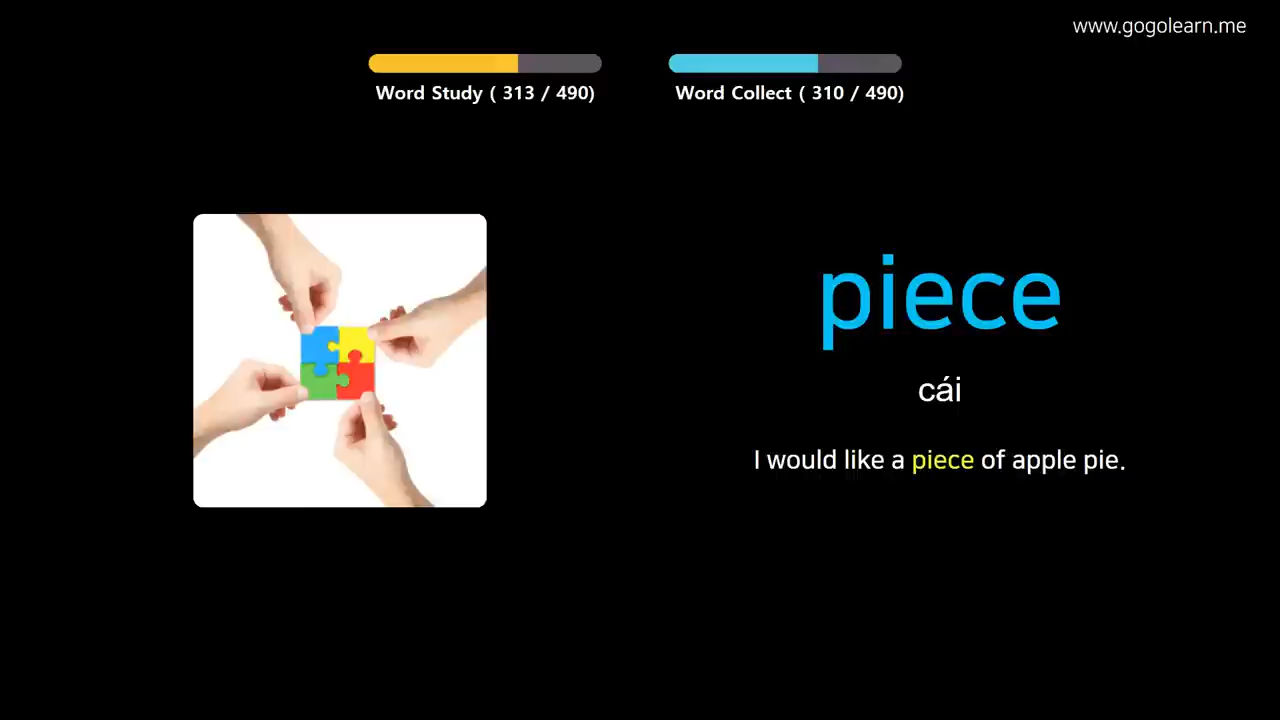 www.gogolearn.me
Word Study ( 313 / 490)
Word Collect ( 310 / 490)
piece
cái
I would like a piece of apple pie.